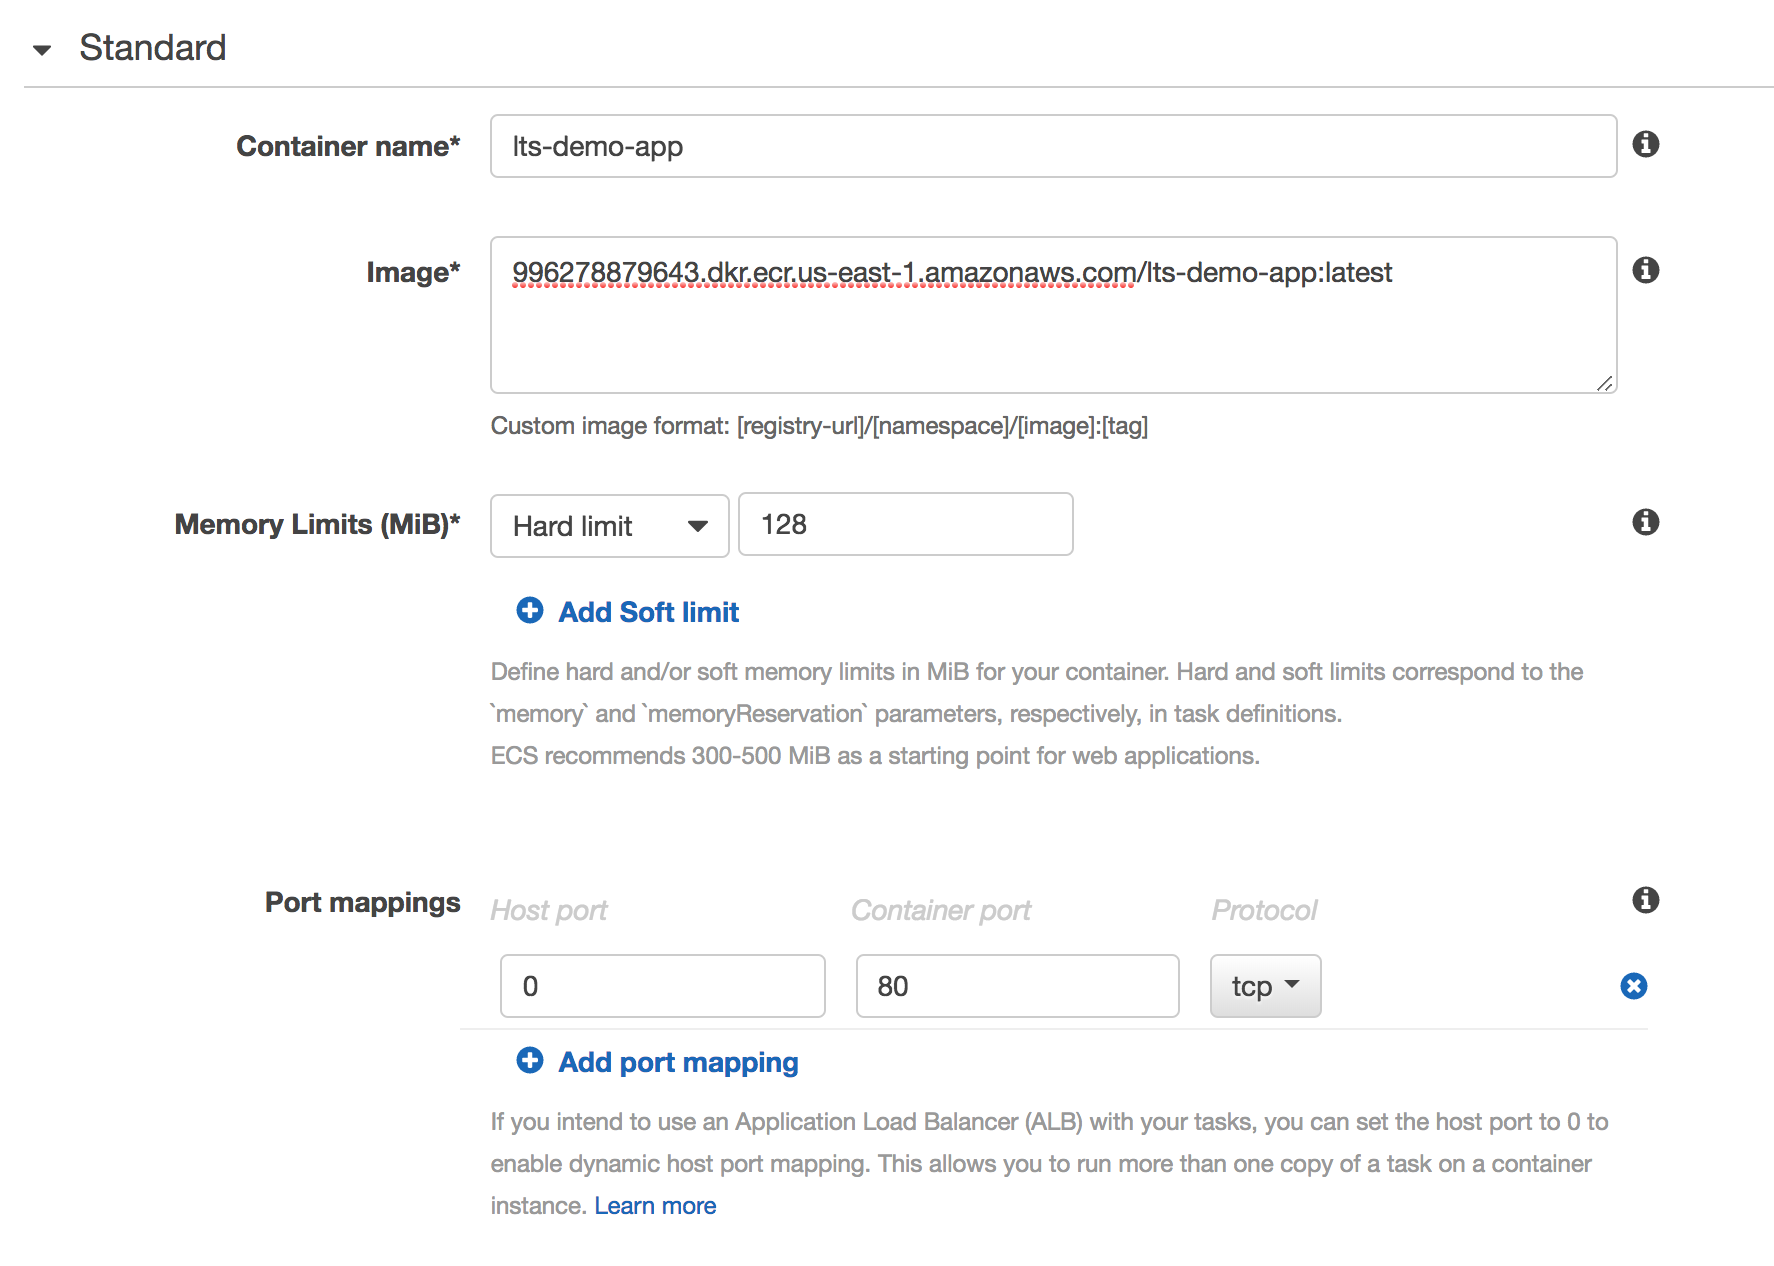 Standard
Container name*
lts-demo-app
Image*
996278879643.dkr.ecr.us-east-1.amazonaws.com/lts-demo-app:latest
Custom image format: [registry-url]/[namespace]/[image]:[tag]
Memory Limits (MiB)*
Hard limit
128
Add Soft limit
Define hard and/or soft memory limits in MiB for your container. Hard and soft limits correspond to the
`memory` and `memoryReservation` parameters, respectively, in task definitions.
ECS recommends 300-500 MiB as a starting point for web applications.
Port mappings
Host port
Container port
Protocol
0
80
tcp
Add port mapping
If you intend to use an Application Load Balancer (ALB) with your tasks, you can set the host port to 0 to
enable dynamic host port mapping. This allows you to run more than one copy of a task on a container
instance. Learn more